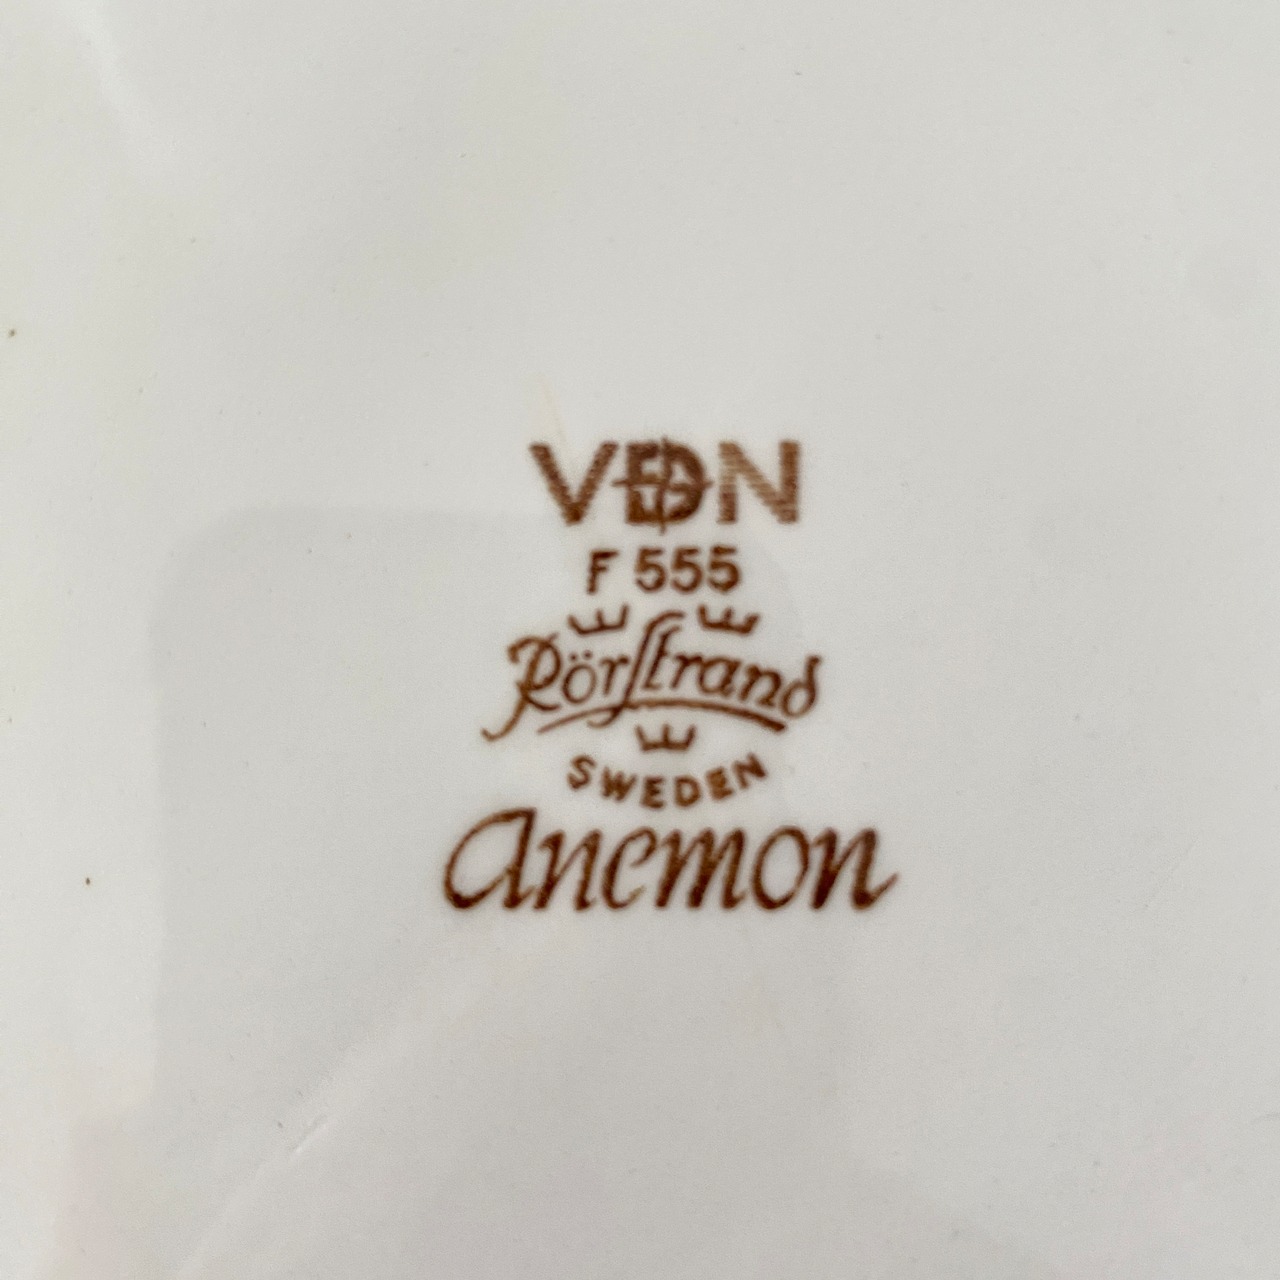 VDN
F 555
Rörstrand
SWEDEN
Anemon